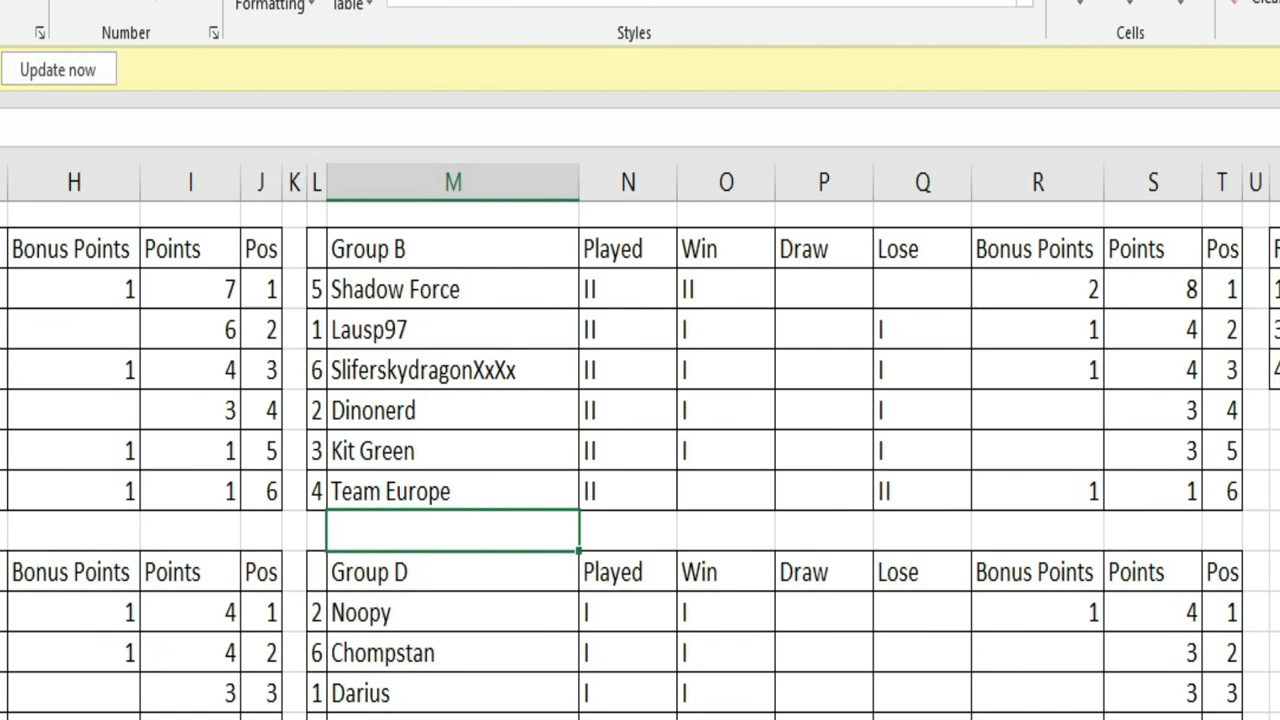 Formatting Table
Number Styles Cells
Update now
H I J K L M N O P Q R S T U
Bonus Points Points Pos Group B Played Win Draw Lose Bonus Points Points Pos
1 7 1 5 Shadow Force II II 2 8 1
6 2 1 Lausp97 II I I 1 4 2
1 4 3 6 SliferskydragonXxXx II I I 1 4 3
3 4 2 Dinonerd II I I 3 4
1 1 5 3 Kit Green II I I 3 5
1 1 6 4 Team Europe II II 1 1 6
Bonus Points Points Pos Group D Played Win Draw Lose Bonus Points Points Pos
1 4 1 2 Noopy I I 1 4 1
1 4 2 6 Chompstan I I 3 2
3 3 1 Darius I I 3 3